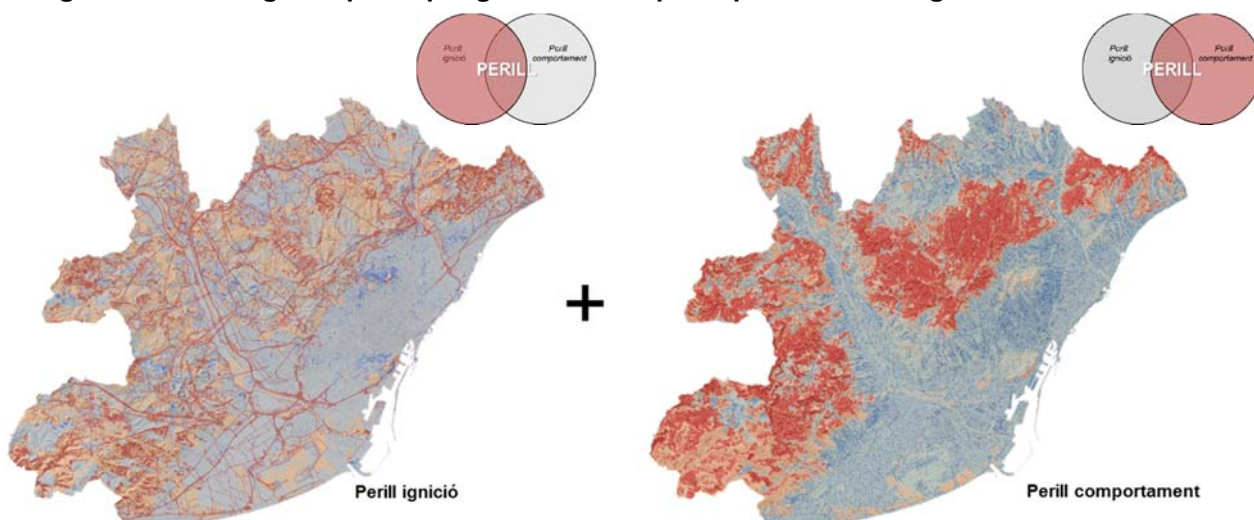 Perill
ignició
PERILL
Perill
comportament
Perill
ignició
PERILL
Perill
comportament
+
Perill ignició
Perill comportament